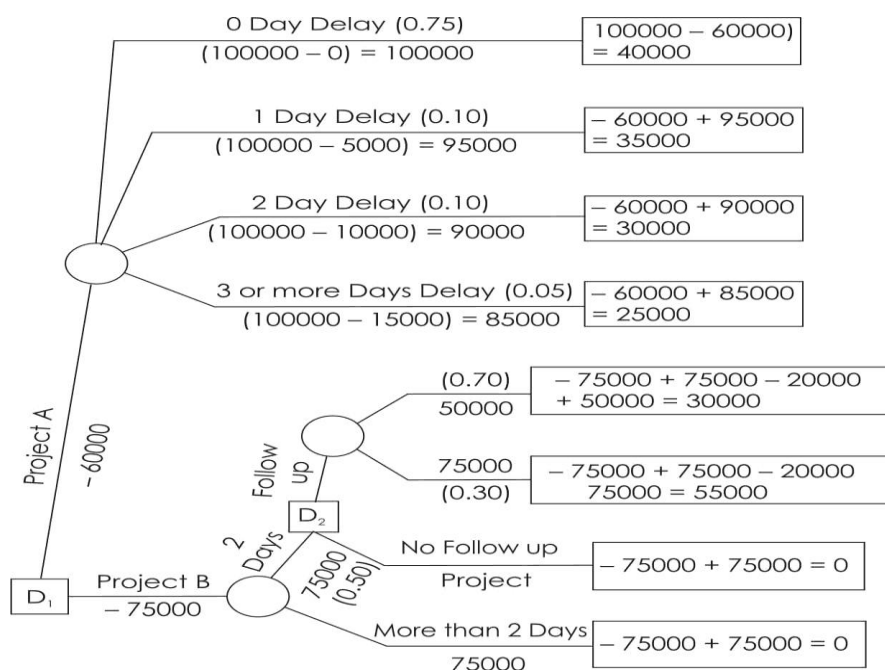 0 Day Delay (0.75)
(100000 – 0) = 100000
100000 – 60000)
= 40000
1 Day Delay (0.10)
(100000 – 5000) = 95000
– 60000 + 95000
= 35000
2 Day Delay (0.10)
(100000 – 10000) = 90000
– 60000 + 90000
= 30000
3 or more Days Delay (0.05)
(100000 – 15000) = 85000
– 60000 + 85000
= 25000
Project A
– 60000
(0.70)
50000
– 75000 + 75000 – 20000
+ 50000 = 30000
75000
(0.30)
– 75000 + 75000 – 20000
75000 = 55000
Follow
up
D₂
2
Days
75000
(0.50)
No Follow up
Project
– 75000 + 75000 = 0
D₁
Project B
– 75000
More than 2 Days
75000
– 75000 + 75000 = 0